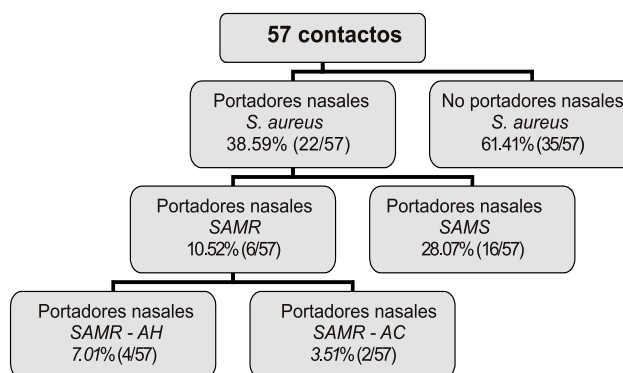 57 contactos
Portadores nasales
S. aureus
38.59% (22/57)
No portadores nasales
S. aureus
61.41% (35/57)
Portadores nasales
SAMR
10.52% (6/57)
Portadores nasales
SAMS
28.07% (16/57)
Portadores nasales
SAMR - AH
7.01% (4/57)
Portadores nasales
SAMR - AC
3.51% (2/57)